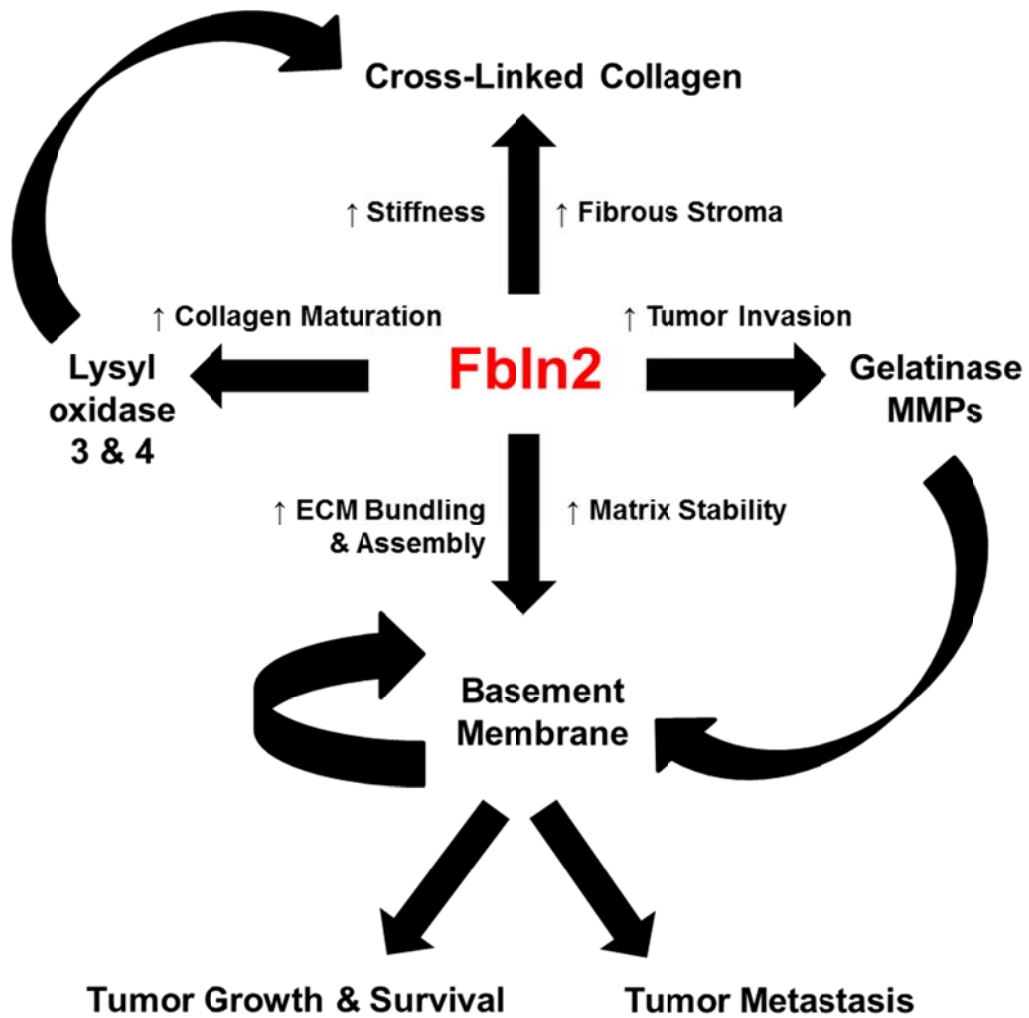 Cross-Linked Collagen
↑ Stiffness
↑ Fibrous Stroma
↑ Collagen Maturation
↑ Tumor Invasion
Lysyl
oxidase
3 & 4
Fbln2
Gelatinase
MMPs
↑ ECM Bundling
& Assembly
↑ Matrix Stability
Basement
Membrane
Tumor Growth & Survival
Tumor Metastasis